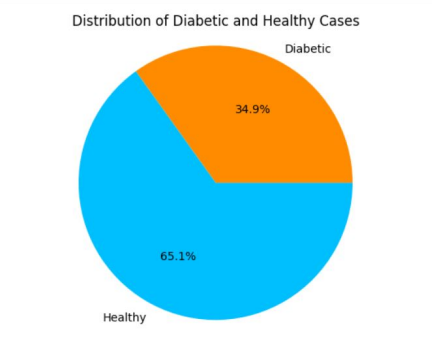 Distribution of Diabetic and Healthy Cases
Diabetic
34.9%
65.1%
Healthy